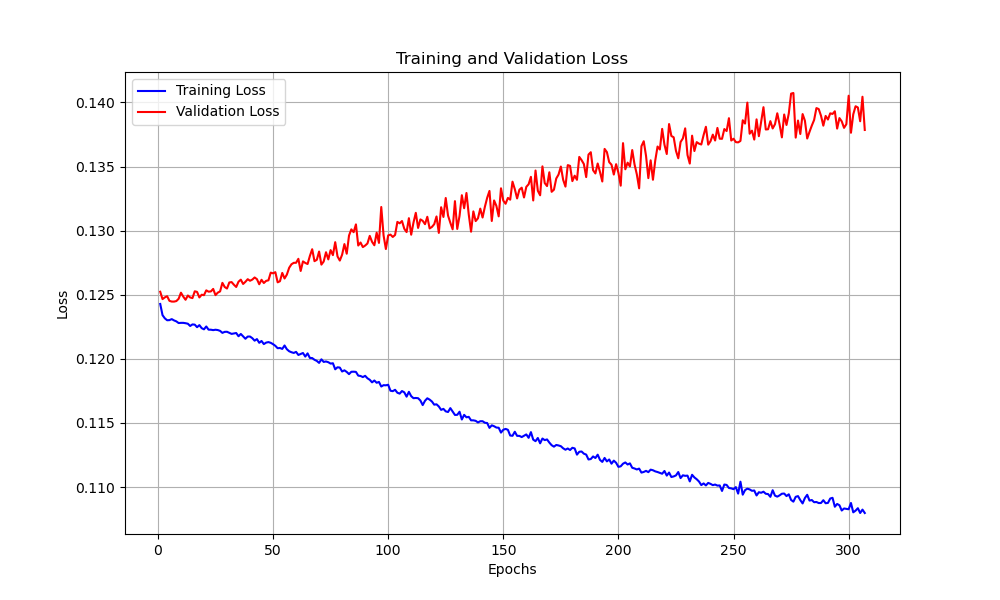 Training and Validation Loss
Training Loss
Validation Loss
0.140
0.135
0.130
0.125
0.120
0.115
0.110
Loss
0 50 100 150 200 250 300
Epochs